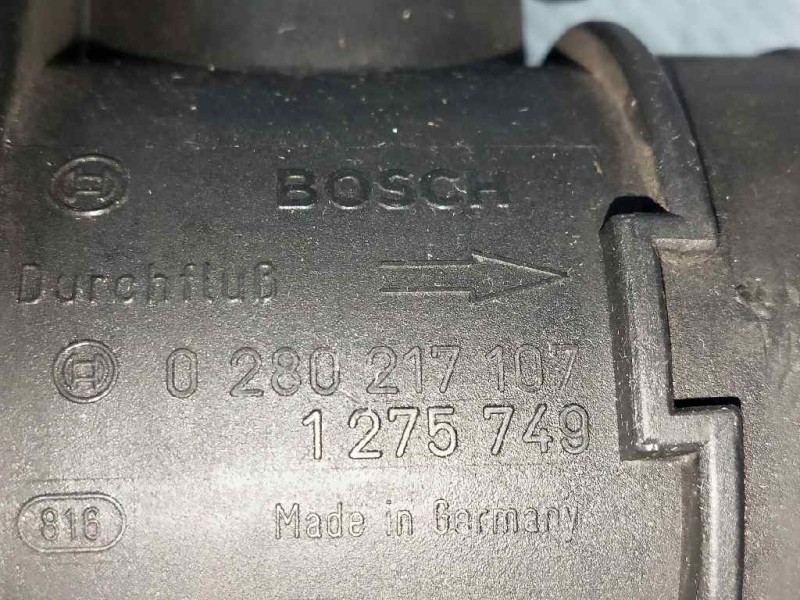 BOSCH
Durchfluß
0 280 217 107
1 275 749
816 Made in Germany